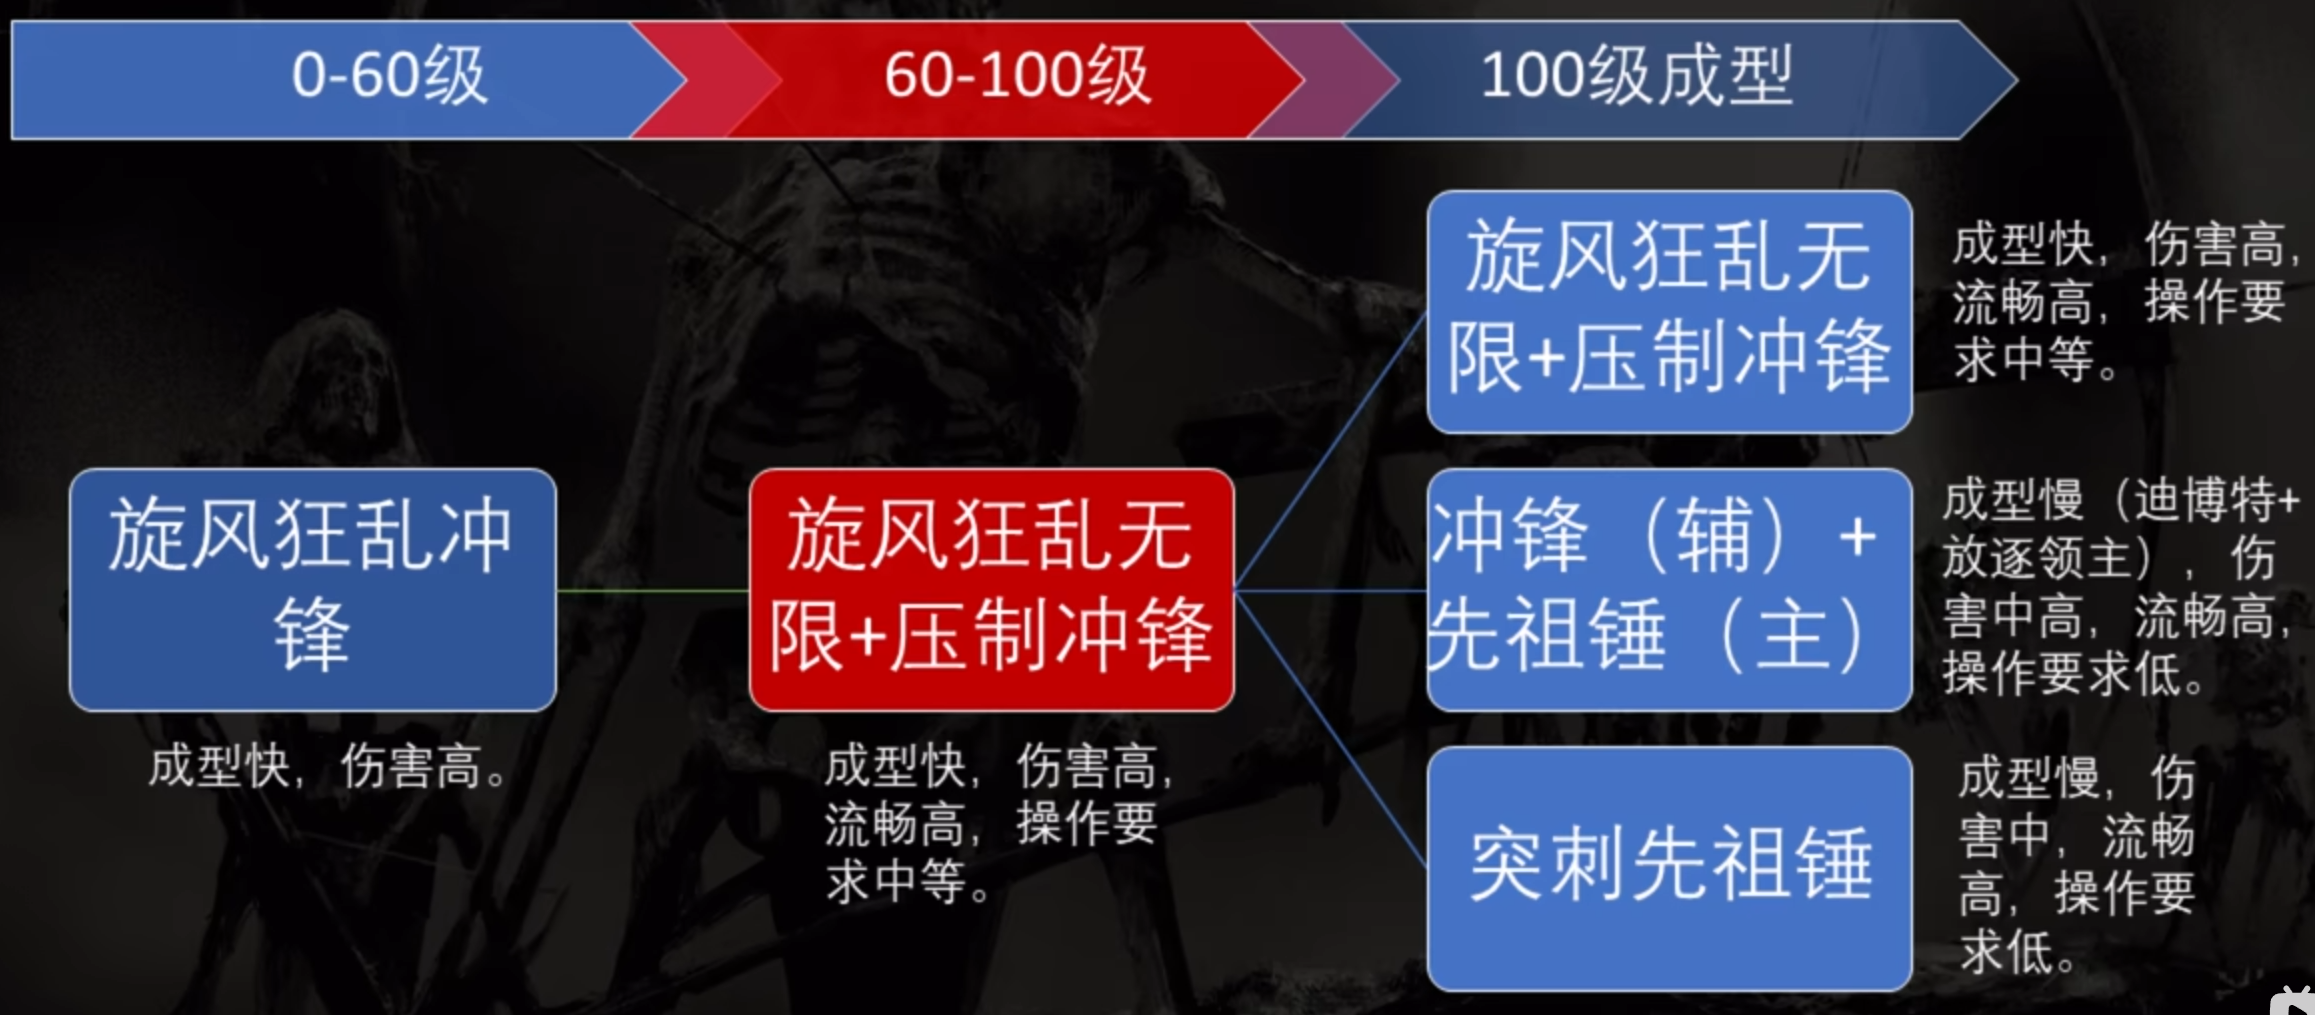 0-60级
60-100级
100级成型
旋风狂乱冲
锋
成型快，伤害高。
旋风狂乱无
限+压制冲锋
成型快，伤害高，
流畅高，操作要
求中等。
旋风狂乱无
限+压制冲锋
成型快，伤害高，
流畅高，操作要
求中等。
冲锋（辅）+
先祖锤（主）
成型慢（迪博特+
放逐领主），伤
害中高，流畅高，
操作要求低。
突刺先祖锤
成型慢，伤
害中，流畅
高，操作要
求低。